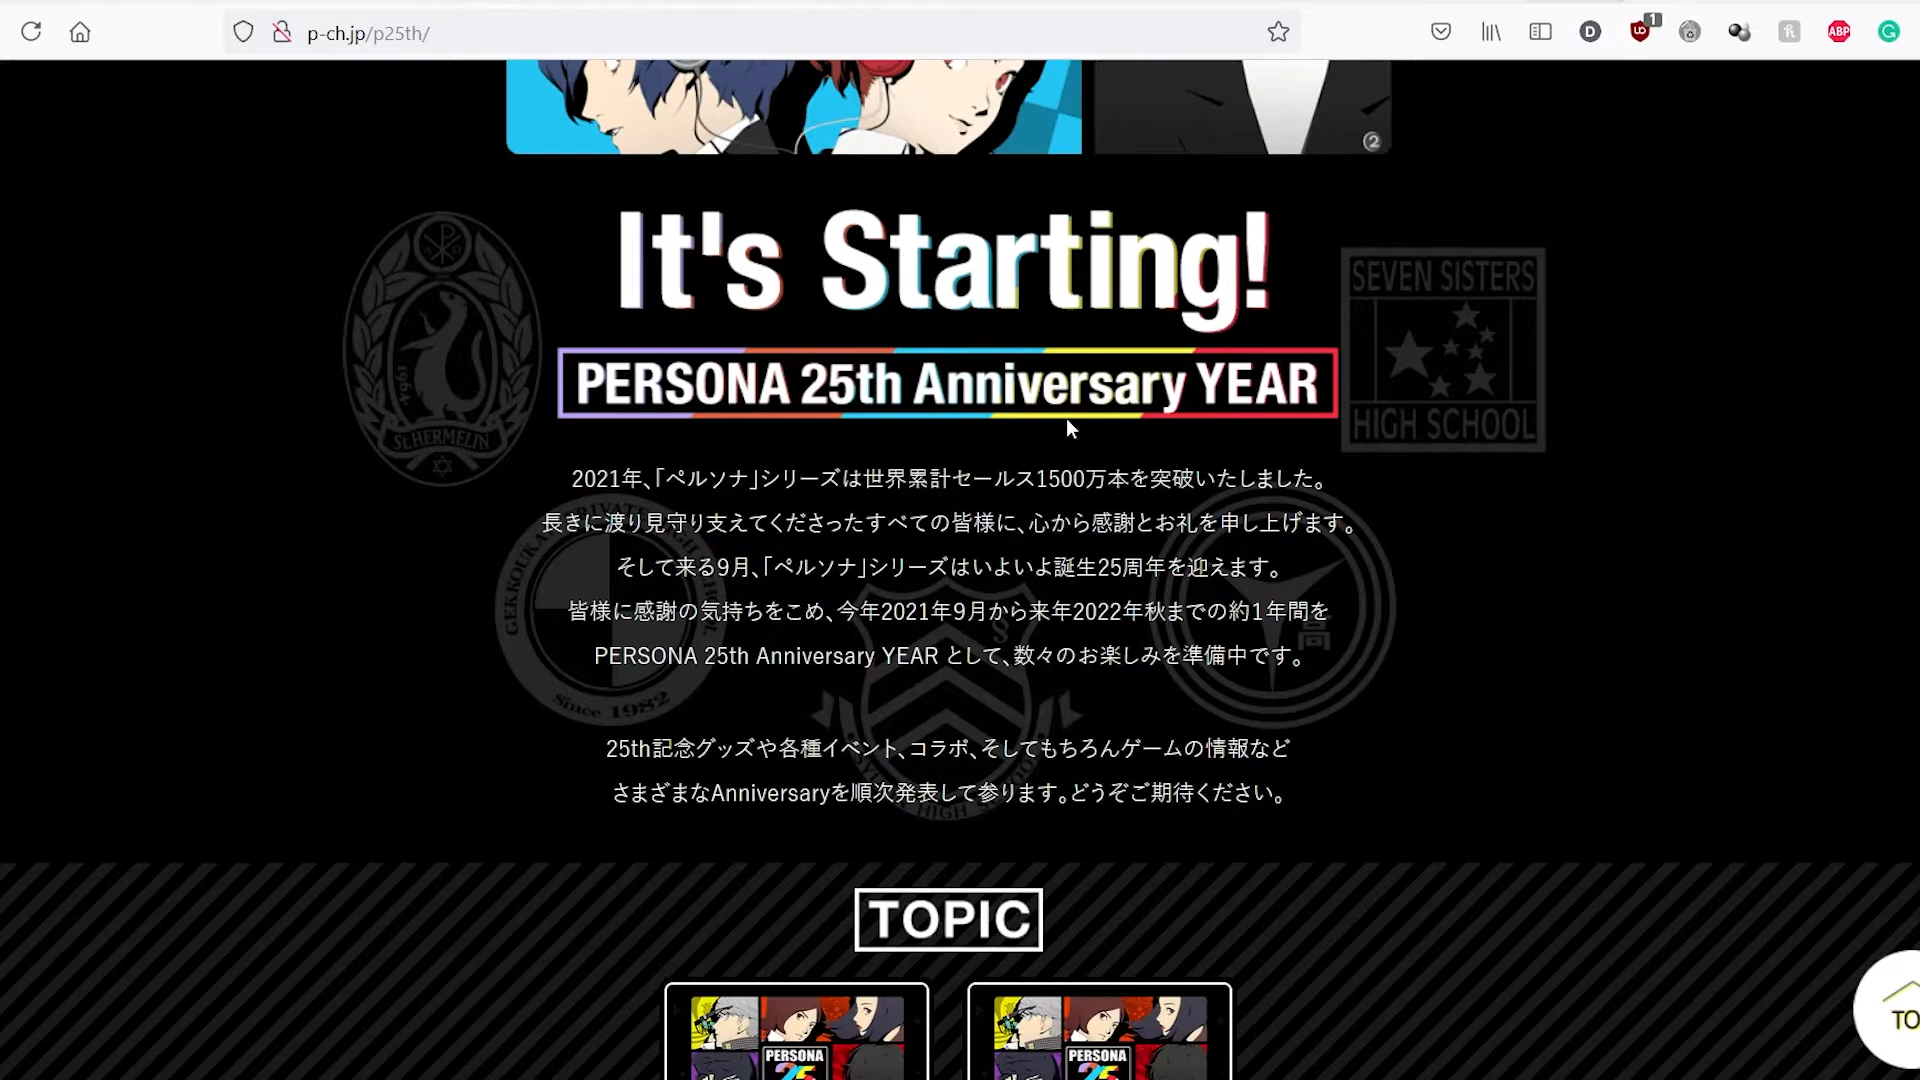 p-ch.jp/p25th/
1
D
ABP
2
It's Starting!
PERSONA 25th Anniversary YEAR
St.HERMELIN
SEVEN SISTERS
HIGH SCHOOL
2021年、「ペルソナ」シリーズは世界累計セールス1500万本を突破いたしました。
長きに渡り見守り支えてくださったすべての皆様に、心から感謝とお礼を申し上げます。
そして来る9月、「ペルソナ」シリーズはいよいよ誕生25周年を迎えます。
皆様に感謝の気持ちをこめ、今年2021年9月から来年2022年秋までの約1年間を
PERSONA 25th Anniversary YEAR として、数々のお楽しみを準備中です。
高
Since 1982
25th記念グッズや各種イベント、コラボ、そしてもちろんゲームの情報など
さまざまなAnniversaryを順次発表して参ります。どうぞご期待ください。
TOPIC
TO
PERSONA
25
PERSONA
25